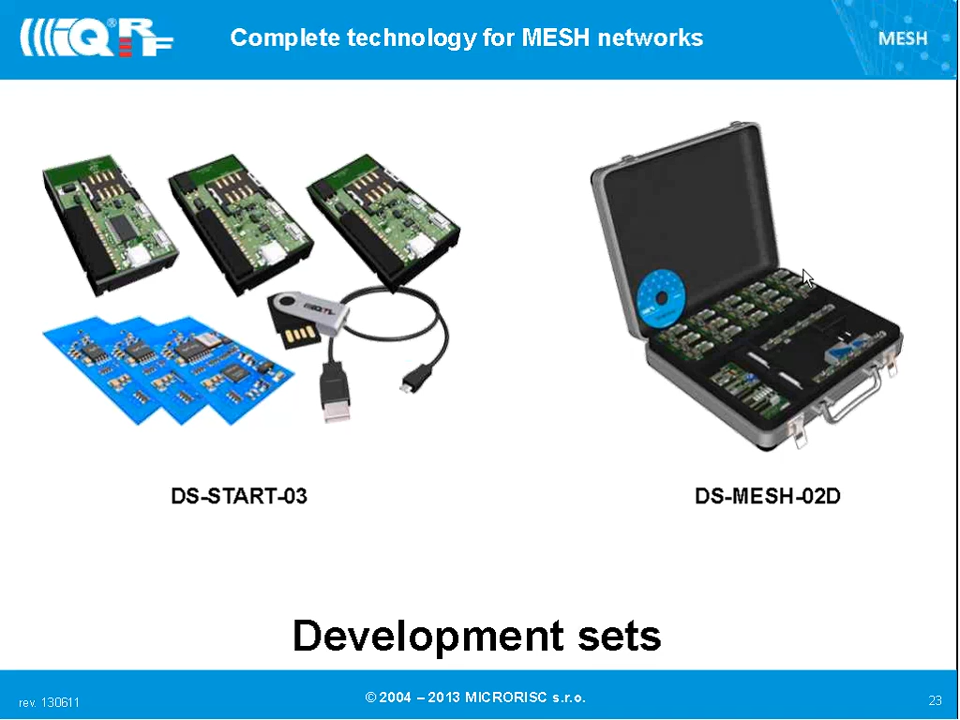 IQRF
Complete technology for MESH networks
MESH
DS-START-03
DS-MESH-02D
Development sets
rev. 130611
© 2004 – 2013 MICRORISC s.r.o.
23